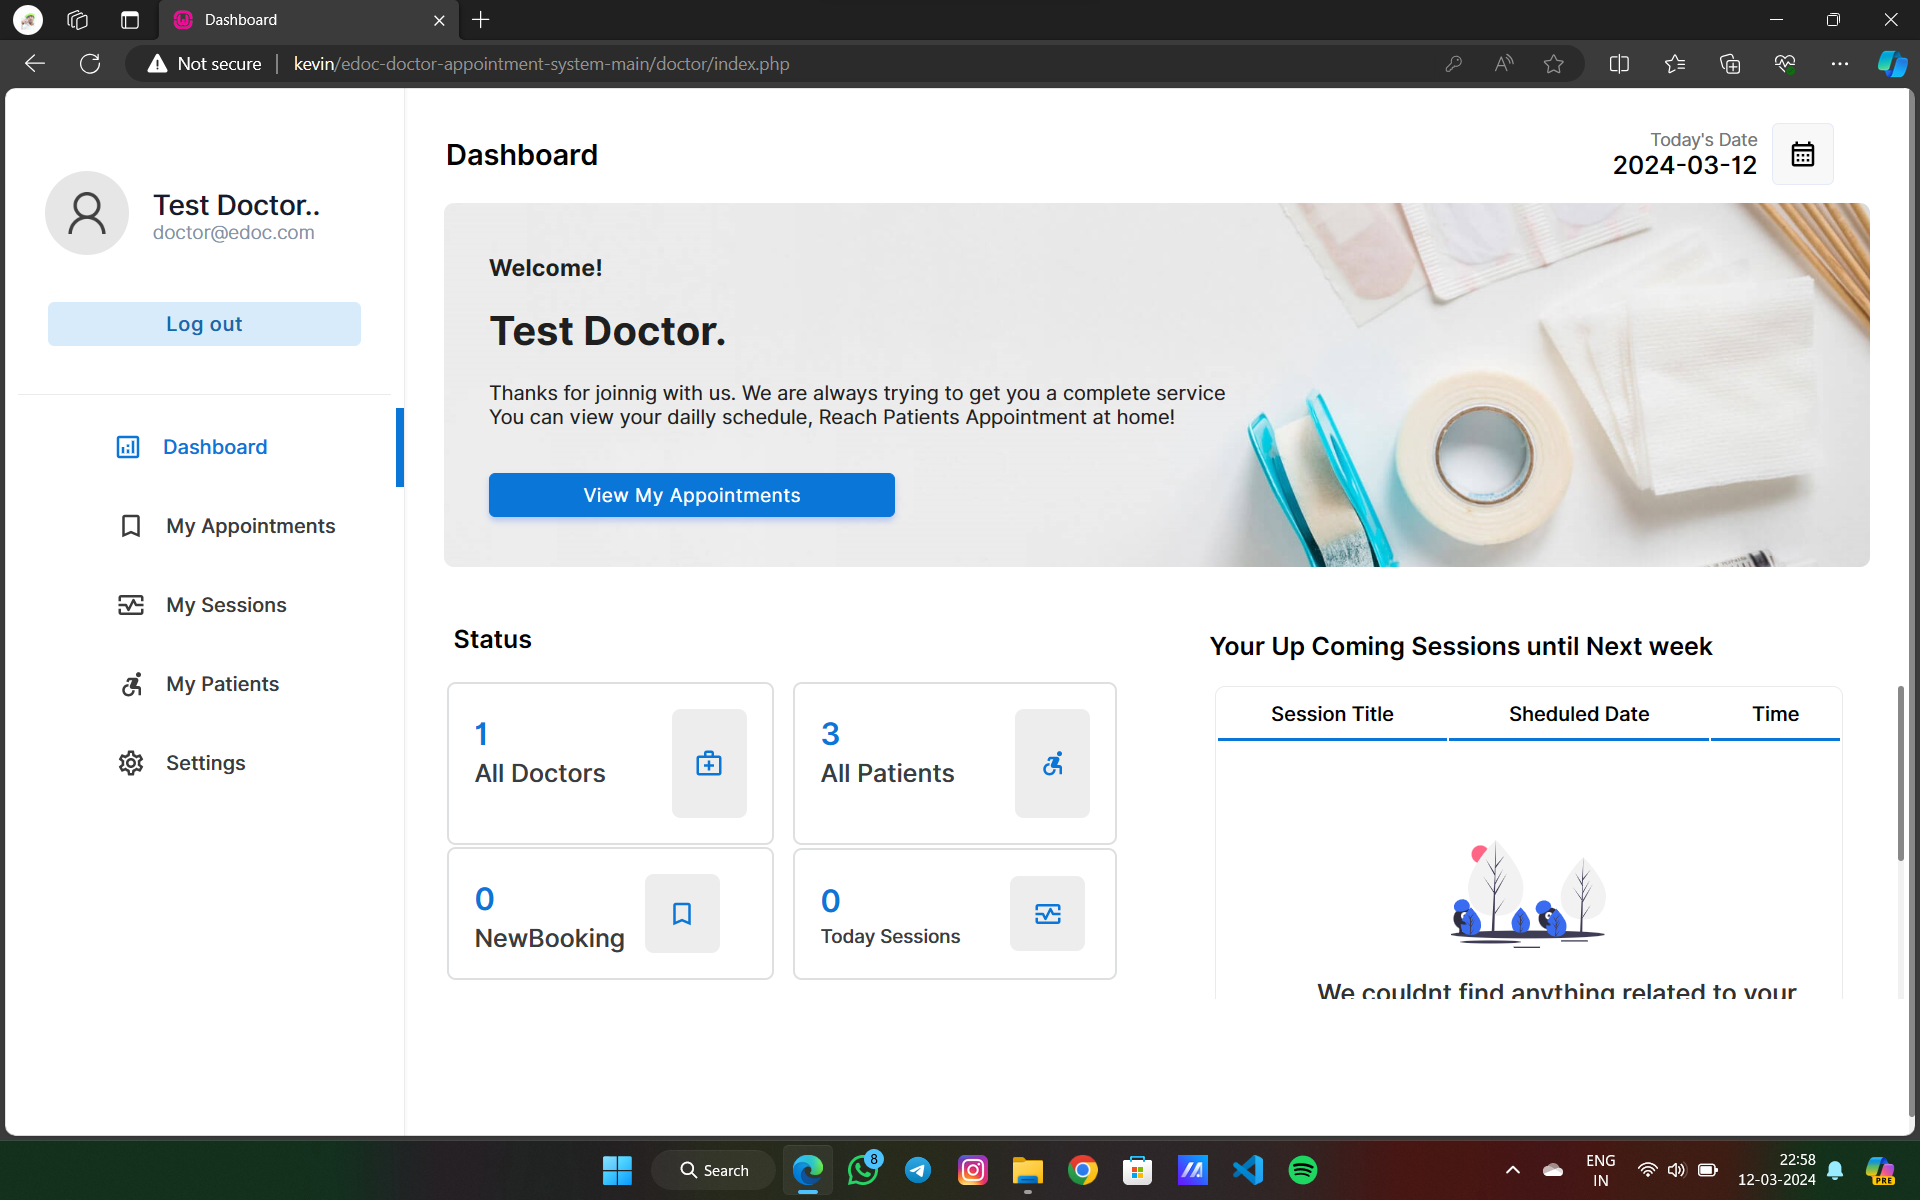 Dashboard
Not secure
kevin/edoc-doctor-appointment-system-main/doctor/index.php
Test Doctor..
doctor@edoc.com
Log out
Dashboard
My Appointments
My Sessions
My Patients
Settings
Dashboard
Today's Date
2024-03-12
Welcome!
Test Doctor.
Thanks for joinnig with us. We are always trying to get you a complete service
You can view your dailly schedule, Reach Patients Appointment at home!
View My Appointments
Status
1
All Doctors
3
All Patients
0
NewBooking
0
Today Sessions
Your Up Coming Sessions until Next week
Session Title Sheduled Date Time
We couldnt find anything related to your
Search
8
ENG
IN
22:58
12-03-2024
PRE